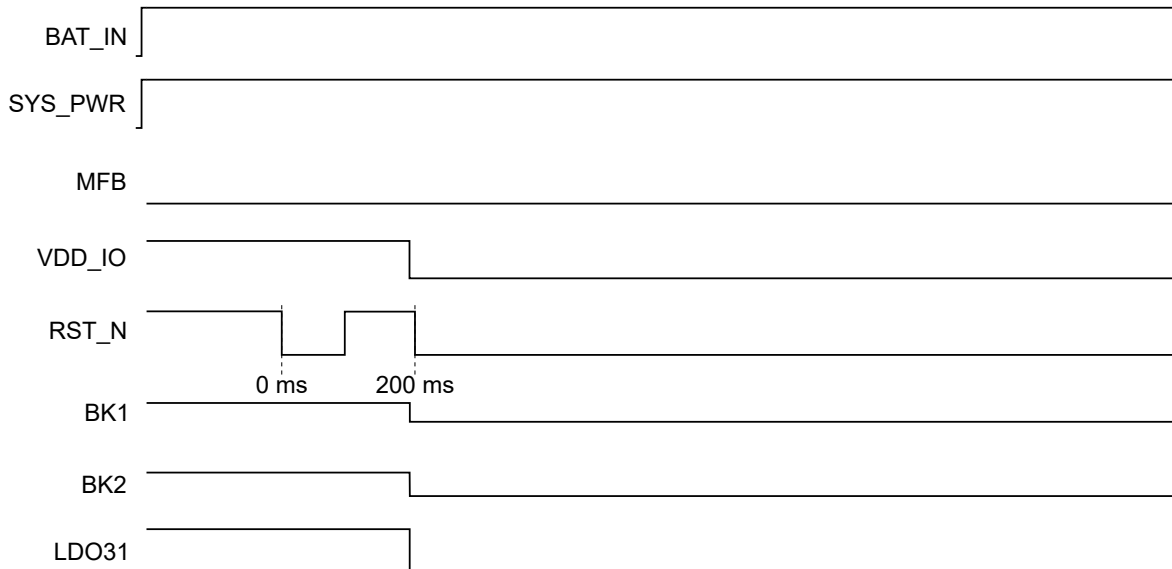 BAT_IN
SYS_PWR
MFB
VDD_IO
RST_N
0 ms 200 ms
BK1
BK2
LDO31